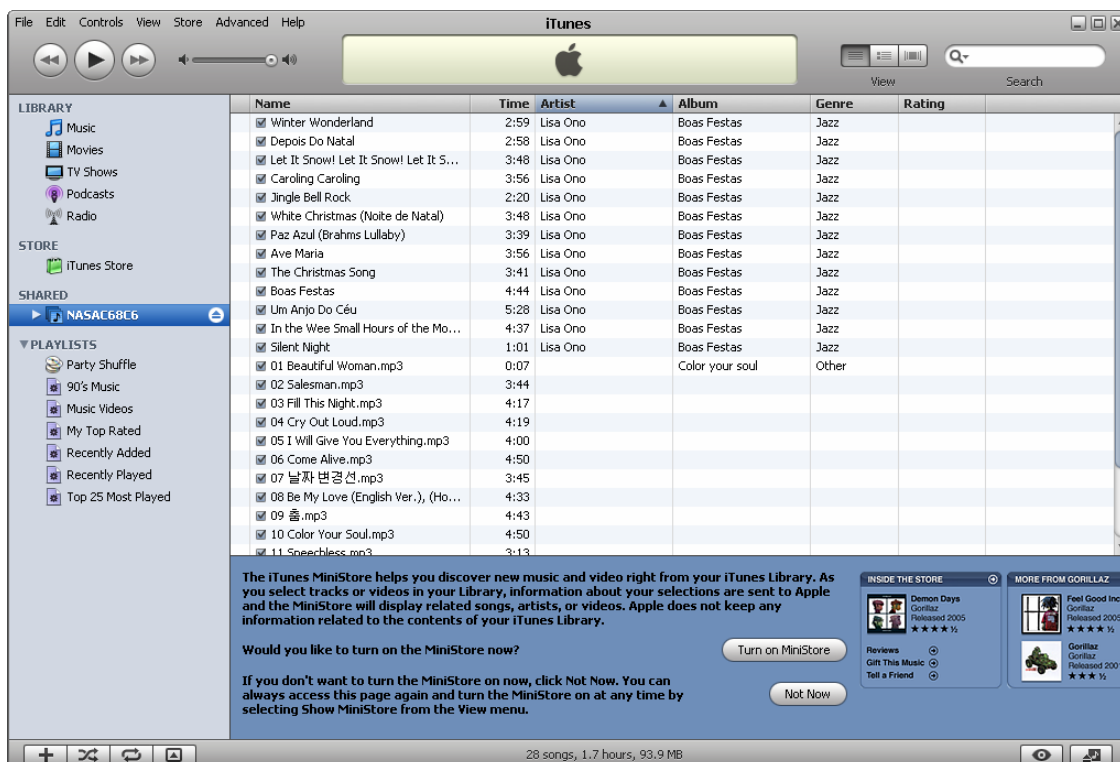 File Edit Controls View Store Advanced Help
iTunes
View
Search
LIBRARY
Music
Movies
TV Shows
Podcasts
Radio
STORE
iTunes Store
SHARED
NASAC68C6
PLAYLISTS
Party Shuffle
90's Music
Music Videos
My Top Rated
Recently Added
Recently Played
Top 25 Most Played
Name Time Artist Album Genre Rating
Winter Wonderland 2:59 Lisa Ono Boas Festas Jazz
Depois Do Natal 2:58 Lisa Ono Boas Festas Jazz
Let It Snow! Let It Snow! Let It S... 3:48 Lisa Ono Boas Festas Jazz
Caroling Caroling 3:56 Lisa Ono Boas Festas Jazz
Jingle Bell Rock 2:20 Lisa Ono Boas Festas Jazz
White Christmas (Noite de Natal) 3:48 Lisa Ono Boas Festas Jazz
Paz Azul (Brahms Lullaby) 3:39 Lisa Ono Boas Festas Jazz
Ave Maria 3:56 Lisa Ono Boas Festas Jazz
The Christmas Song 3:41 Lisa Ono Boas Festas Jazz
Boas Festas 4:44 Lisa Ono Boas Festas Jazz
Um Anjo Do Céu 5:28 Lisa Ono Boas Festas Jazz
In the Wee Small Hours of the Mo... 4:37 Lisa Ono Boas Festas Jazz
Silent Night 1:01 Lisa Ono Boas Festas Jazz
01 Beautiful Woman.mp3 0:07 Color your soul Other
02 Salesman.mp3 3:44
03 Fill This Night.mp3 4:17
04 Cry Out Loud.mp3 4:19
05 I Will Give You Everything.mp3 4:00
06 Come Alive.mp3 4:50
07 날짜 변경선.mp3 3:45
08 Be My Love (English Ver.), (Ho... 4:33
09 춤.mp3 4:43
10 Color Your Soul.mp3 4:50
11 Speechless.mp3 3:13
The iTunes MiniStore helps you discover new music and video right from your iTunes Library. As
you select tracks or videos in your Library, information about your selections are sent to Apple
and the MiniStore will display related songs, artists, or videos. Apple does not keep any
information related to the contents of your iTunes Library.
Would you like to turn on the MiniStore now?
Turn on MiniStore
If you don't want to turn the MiniStore on now, click Not Now. You can
always access this page again and turn the MiniStore on at any time by
selecting Show MiniStore from the View menu.
Not Now
INSIDE THE STORE
Demon Days
Gorillaz
Released 2005
Reviews
Gift This Music
Tell a Friend
MORE FROM GORILLAZ
Feel Good Inc
Gorillaz
Released 2005
Gorillaz
Gorillaz
Released 200
28 songs, 1.7 hours, 93.9 MB